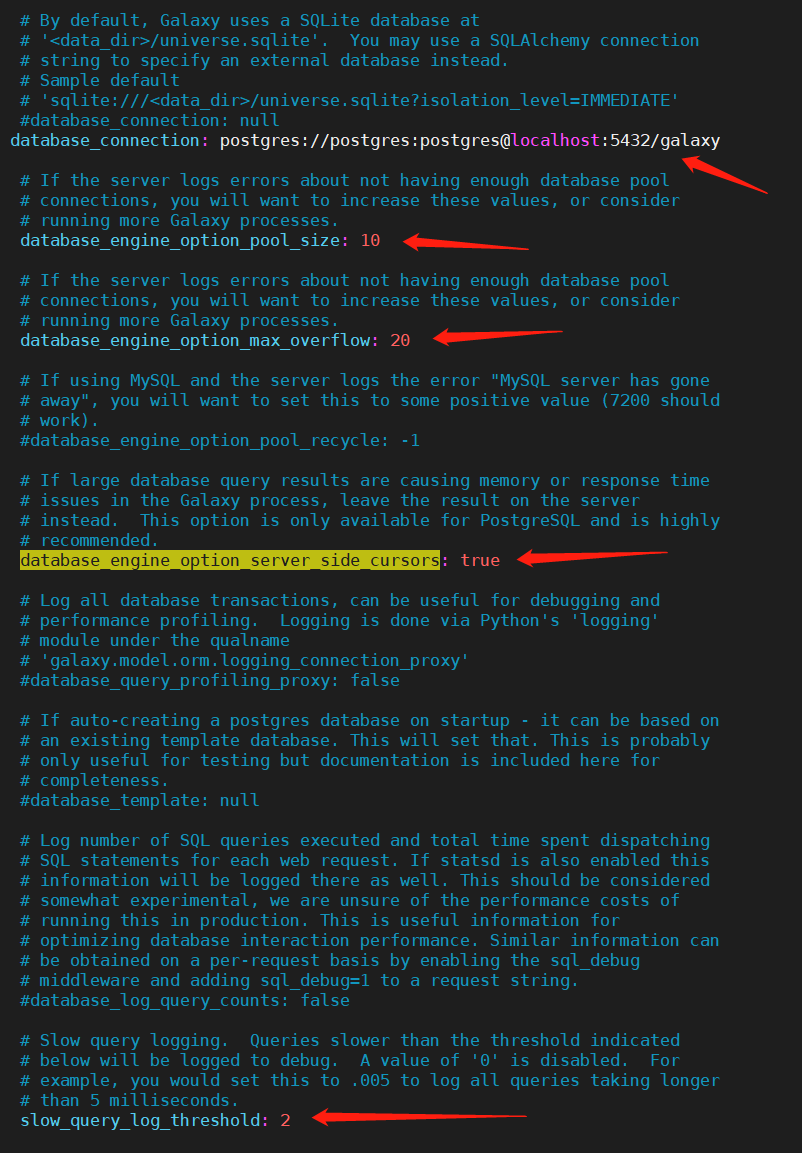 # By default, Galaxy uses a SQLite database at
# '<data_dir>/universe.sqlite'.  You may use a SQLAlchemy connection
# string to specify an external database instead.
# Sample default
# 'sqlite:///<data_dir>/universe.sqlite?isolation_level=IMMEDIATE'
#database_connection: null
database_connection: postgres://postgres:postgres@localhost:5432/galaxy
# If the server logs errors about not having enough database pool
# connections, you will want to increase these values, or consider
# running more Galaxy processes.
database_engine_option_pool_size: 10
# If the server logs errors about not having enough database pool
# connections, you will want to increase these values, or consider
# running more Galaxy processes.
database_engine_option_max_overflow: 20
# If using MySQL and the server logs the error "MySQL server has gone
# away", you will want to set this to some positive value (7200 should
# work).
#database_engine_option_pool_recycle: -1
# If large database query results are causing memory or response time
# issues in the Galaxy process, leave the result on the server
# instead.  This option is only available for PostgreSQL and is highly
# recommended.
database_engine_option_server_side_cursors: true
# Log all database transactions, can be useful for debugging and
# performance profiling.  Logging is done via Python's 'logging'
# module under the qualname
# 'galaxy.model.orm.logging_connection_proxy'
#database_query_profiling_proxy: false
# If auto-creating a postgres database on startup - it can be based on
# an existing template database. This will set that. This is probably
# only useful for testing but documentation is included here for
# completeness.
#database_template: null
# Log number of SQL queries executed and total time spent dispatching
# SQL statements for each web request. If statsd is also enabled this
# information will be logged there as well. This should be considered
# somewhat experimental, we are unsure of the performance costs of
# running this in production. This is useful information for
# optimizing database interaction performance. Similar information can
# be obtained on a per-request basis by enabling the sql_debug
# middleware and adding sql_debug=1 to a request string.
#database_log_query_counts: false
# Slow query logging.  Queries slower than the threshold indicated
# below will be logged to debug.  A value of '0' is disabled.  For
# example, you would set this to .005 to log all queries taking longer
# than 5 milliseconds.
slow_query_log_threshold: 2